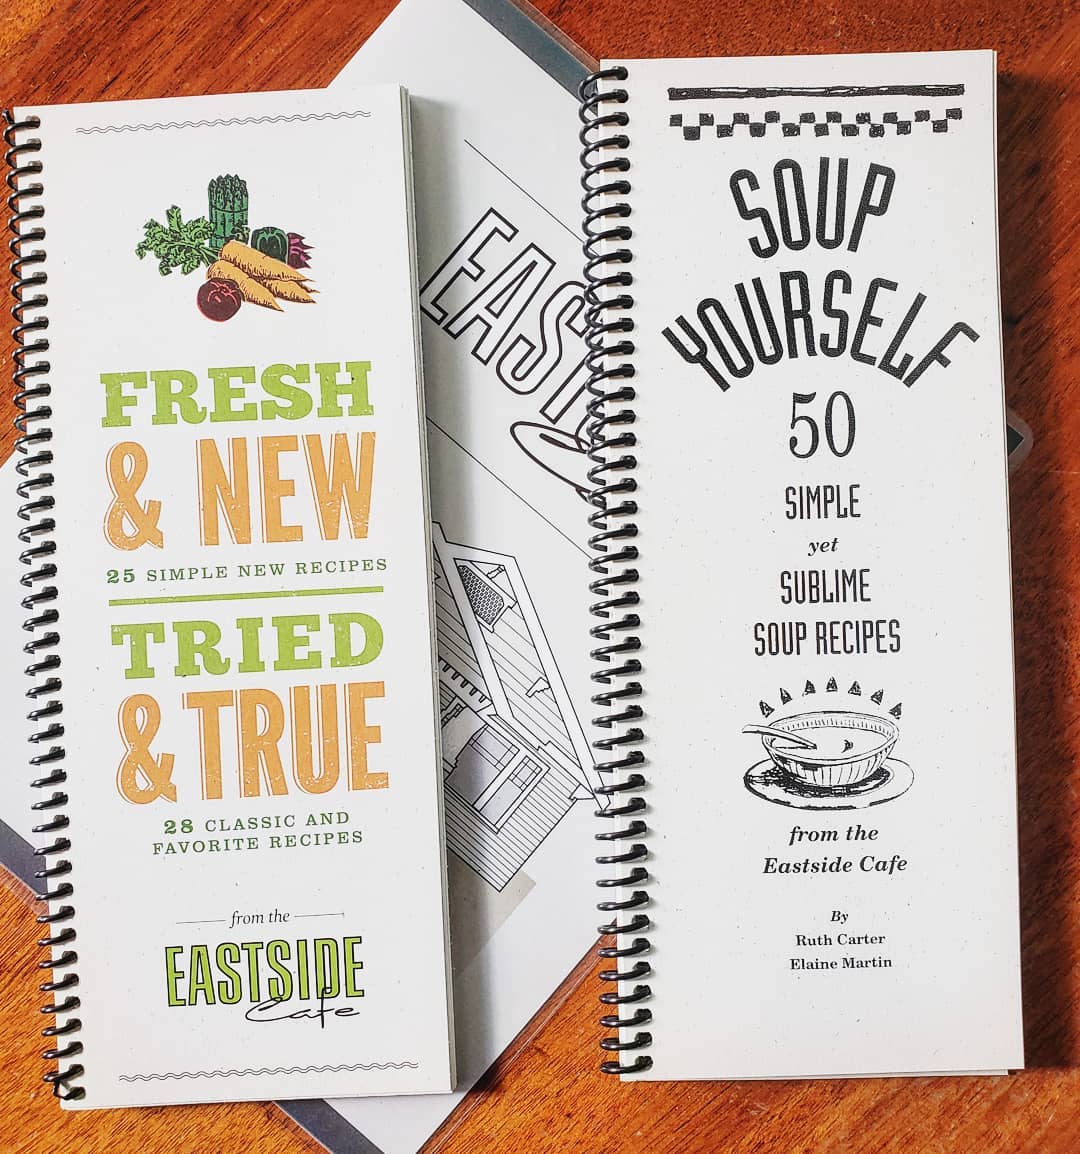 FRESH
& NEW
25 SIMPLE NEW RECIPES
TRIED
& TRUE
28 CLASSIC AND
FAVORITE RECIPES
from the
EASTSIDE
Cafe
EAST
SOUP
YOURSELF
50
SIMPLE
yet
SUBLIME
SOUP RECIPES
from the
Eastside Cafe
By
Ruth Carter
Elaine Martin